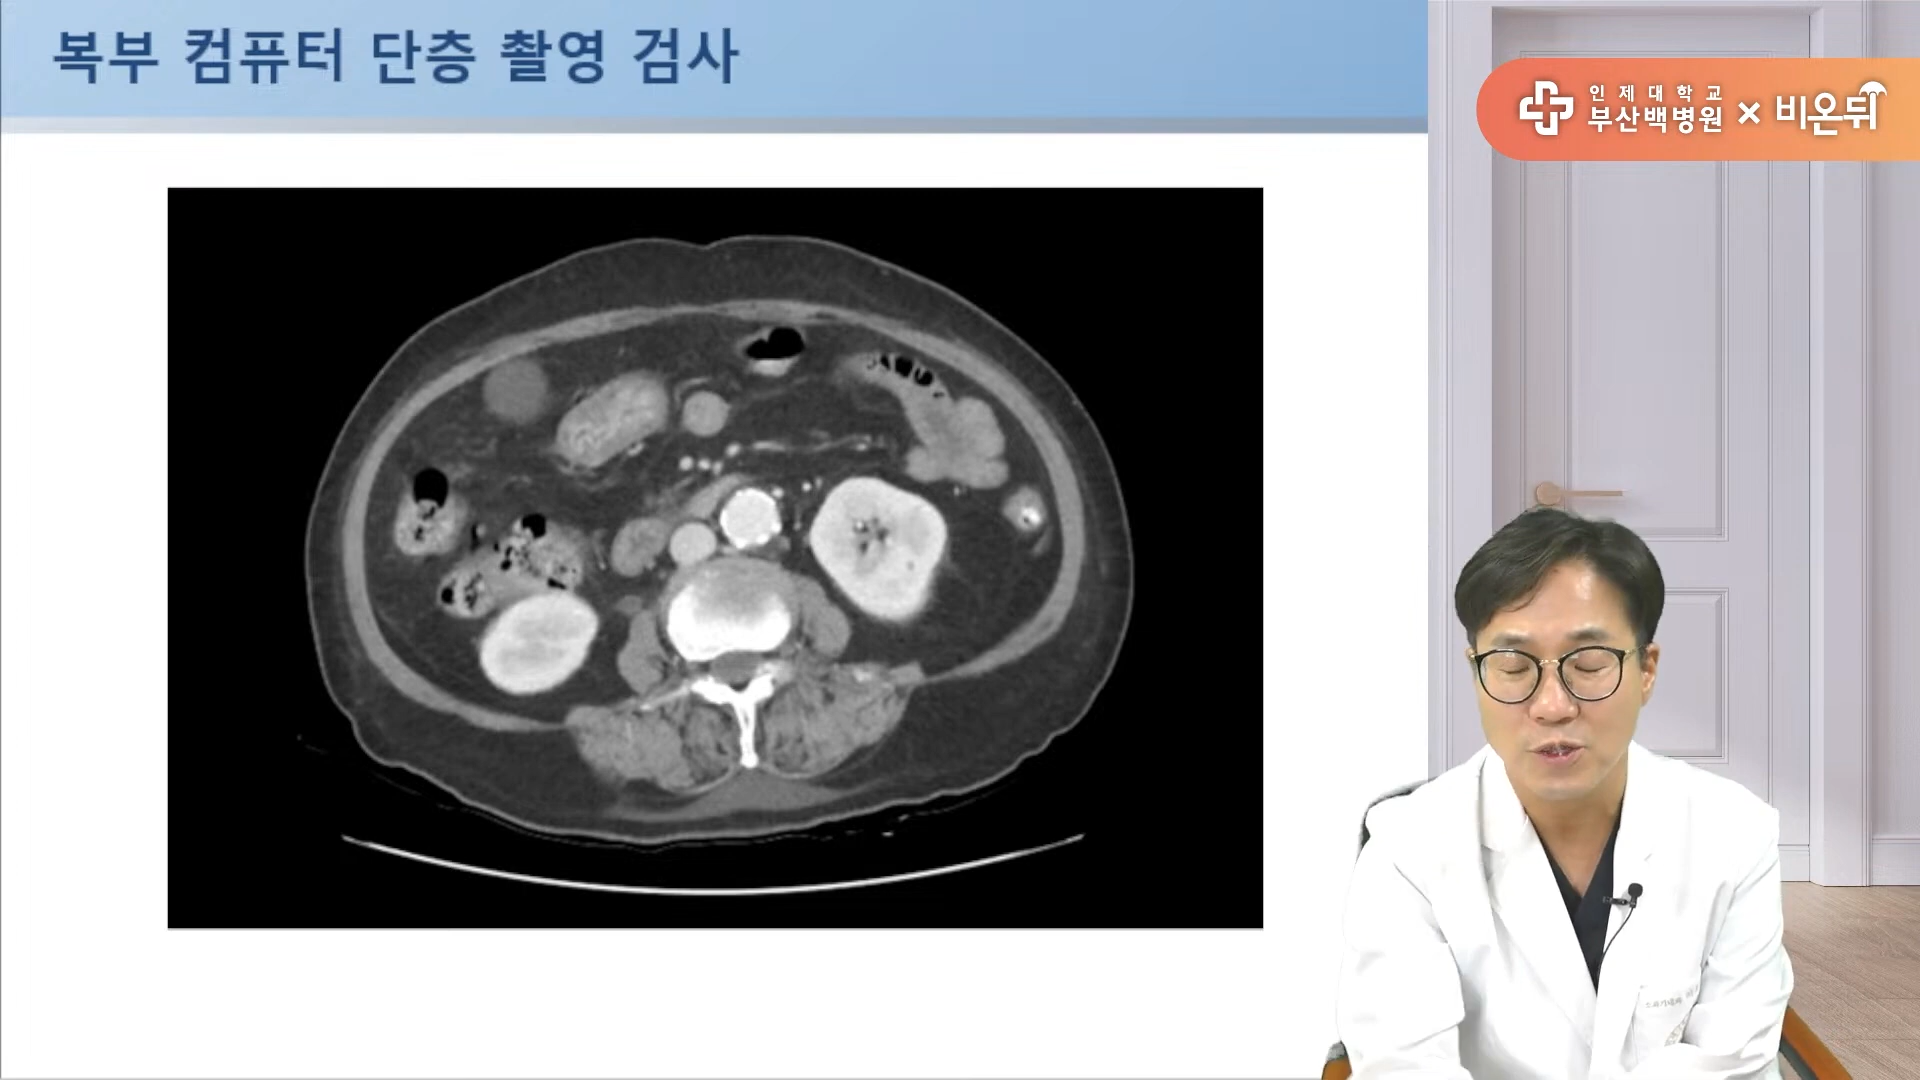 복부 컴퓨터 단층 촬영 검사
인제대학교
부산백병원 × 비온뒤